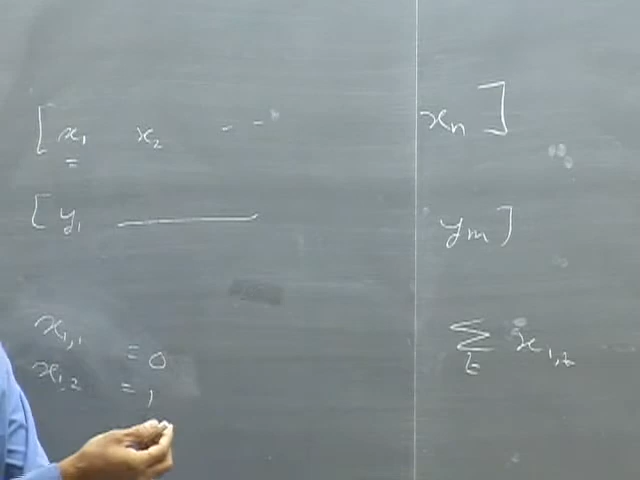 [x₁ x₂ - - xₙ]
=
[y₁ ——— yₘ]
x₁,₁ = 0
x₁,₂ = 1
∑ₜ x₁,ₜ